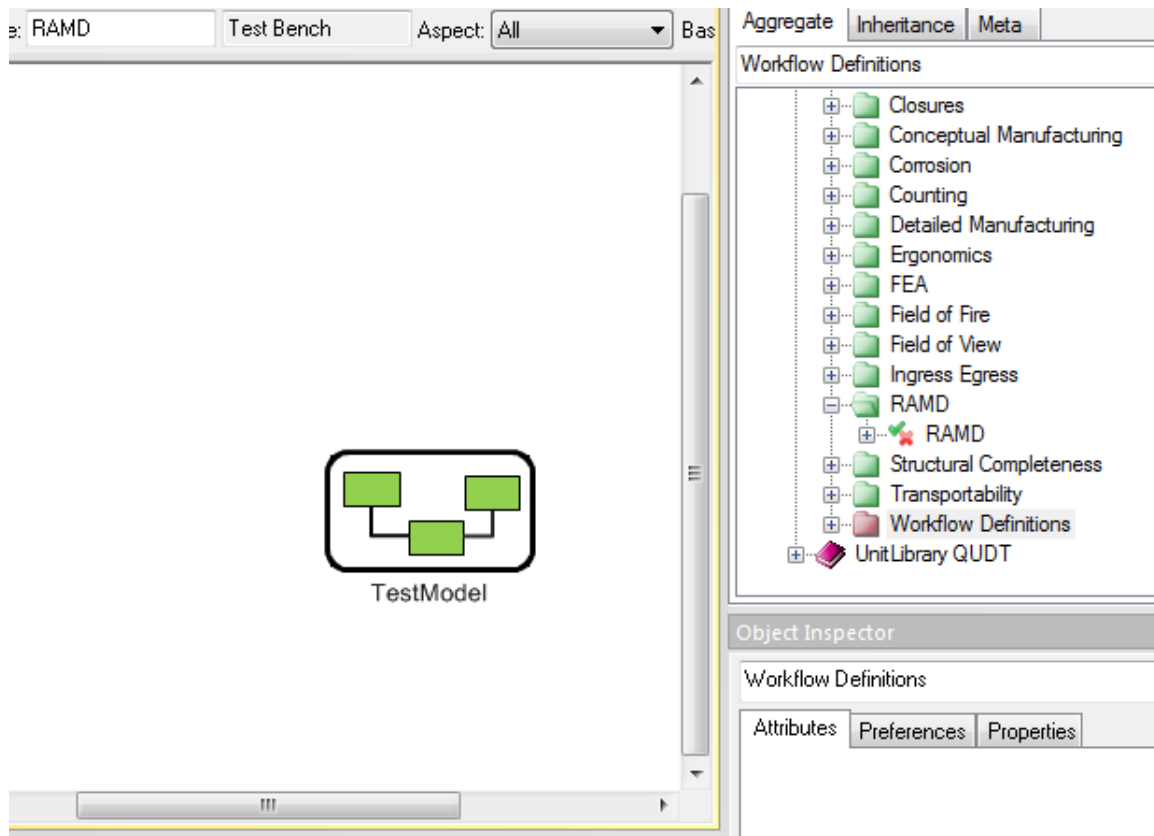 e: RAMD Test Bench Aspect: All Bas
TestModel
Aggregate Inheritance Meta
Workflow Definitions
Closures
Conceptual Manufacturing
Corrosion
Counting
Detailed Manufacturing
Ergonomics
FEA
Field of Fire
Field of View
Ingress Egress
RAMD
RAMD
Structural Completeness
Transportability
Workflow Definitions
UnitLibrary QUDT
Object Inspector
Workflow Definitions
Attributes Preferences Properties